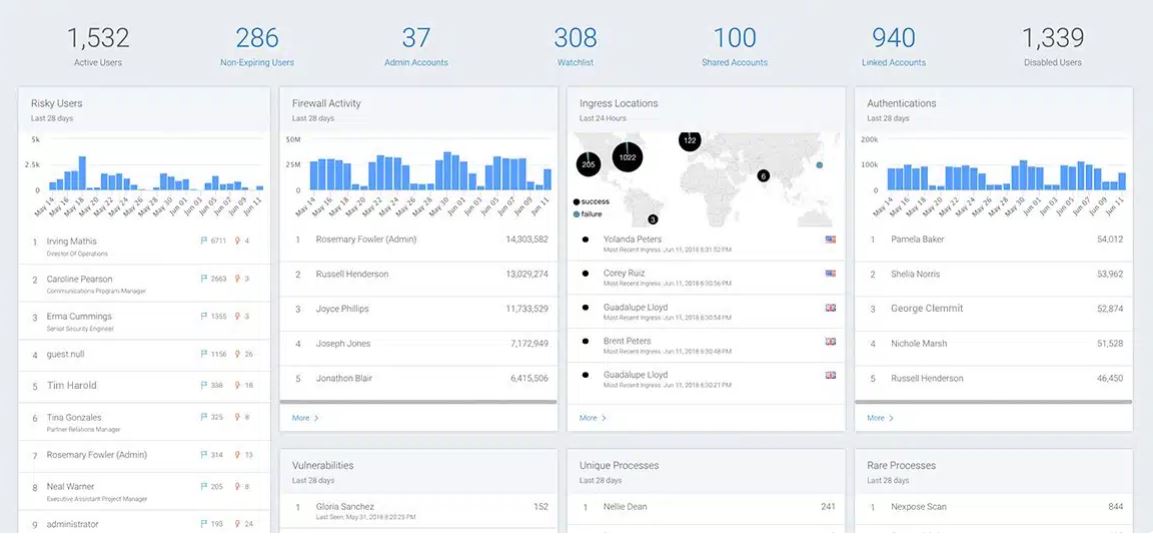 1,532
Active Users
286
Non-Expiring Users
37
Admin Accounts
308
Watchlist
100
Shared Accounts
940
Linked Accounts
1,339
Disabled Users
Risky Users
Last 28 days
5k
2.5k
0
May 14
May 16
May 18
May 20
May 22
May 24
May 26
May 28
May 30
Jun 01
Jun 03
Jun 05
Jun 07
Jun 09
Jun 11
1 Irving Mathis 6711 4
Director Of Operations
2 Caroline Pearson 2663 3
Communications Program Manager
3 Erma Cummings 1355 3
Senior Security Engineer
4 guest.null 1156 26
5 Tim Harold 338 18
6 Tina Gonzales 325 8
Partner Relations Manager
7 Rosemary Fowler (Admin) 314 13
8 Neal Warner 205 8
Executive Assistant Project Manager
9 administrator 193 24
Firewall Activity
Last 28 days
50M
25M
0
May 14
May 16
May 18
May 20
May 22
May 24
May 26
May 28
May 30
Jun 01
Jun 03
Jun 05
Jun 07
Jun 09
Jun 11
1 Rosemary Fowler (Admin) 14,303,582
2 Russell Henderson 13,029,274
3 Joyce Phillips 11,733,529
4 Joseph Jones 7,172,949
5 Jonathon Blair 6,415,506
More >
Ingress Locations
Last 24 Hours
205
1022
122
6
3
success
failure
Yolanda Peters
Most Recent Ingress: Jun 11, 2018 8:31:52 PM
Corey Ruiz
Most Recent Ingress: Jun 11, 2018 8:30:56 PM
Guadalupe Lloyd
Most Recent Ingress: Jun 11, 2018 8:30:54 PM
Brent Peters
Most Recent Ingress: Jun 11, 2018 8:30:48 PM
Guadalupe Lloyd
Most Recent Ingress: Jun 11, 2018 8:30:21 PM
More >
Authentications
Last 28 days
200k
100k
0
May 14
May 16
May 18
May 20
May 22
May 24
May 26
May 28
May 30
Jun 01
Jun 03
Jun 05
Jun 07
Jun 09
Jun 11
1 Pamela Baker 54,012
2 Shelia Norris 53,962
3 George Clemmit 52,874
4 Nichole Marsh 51,528
5 Russell Henderson 46,450
More >
Vulnerabilities
Last 28 days
1 Gloria Sanchez 152
Last Seen: May 31, 2018 8:20:25 PM
Unique Processes
Last 28 days
1 Nellie Dean 241
Rare Processes
Last 28 days
1 Nexpose Scan 844